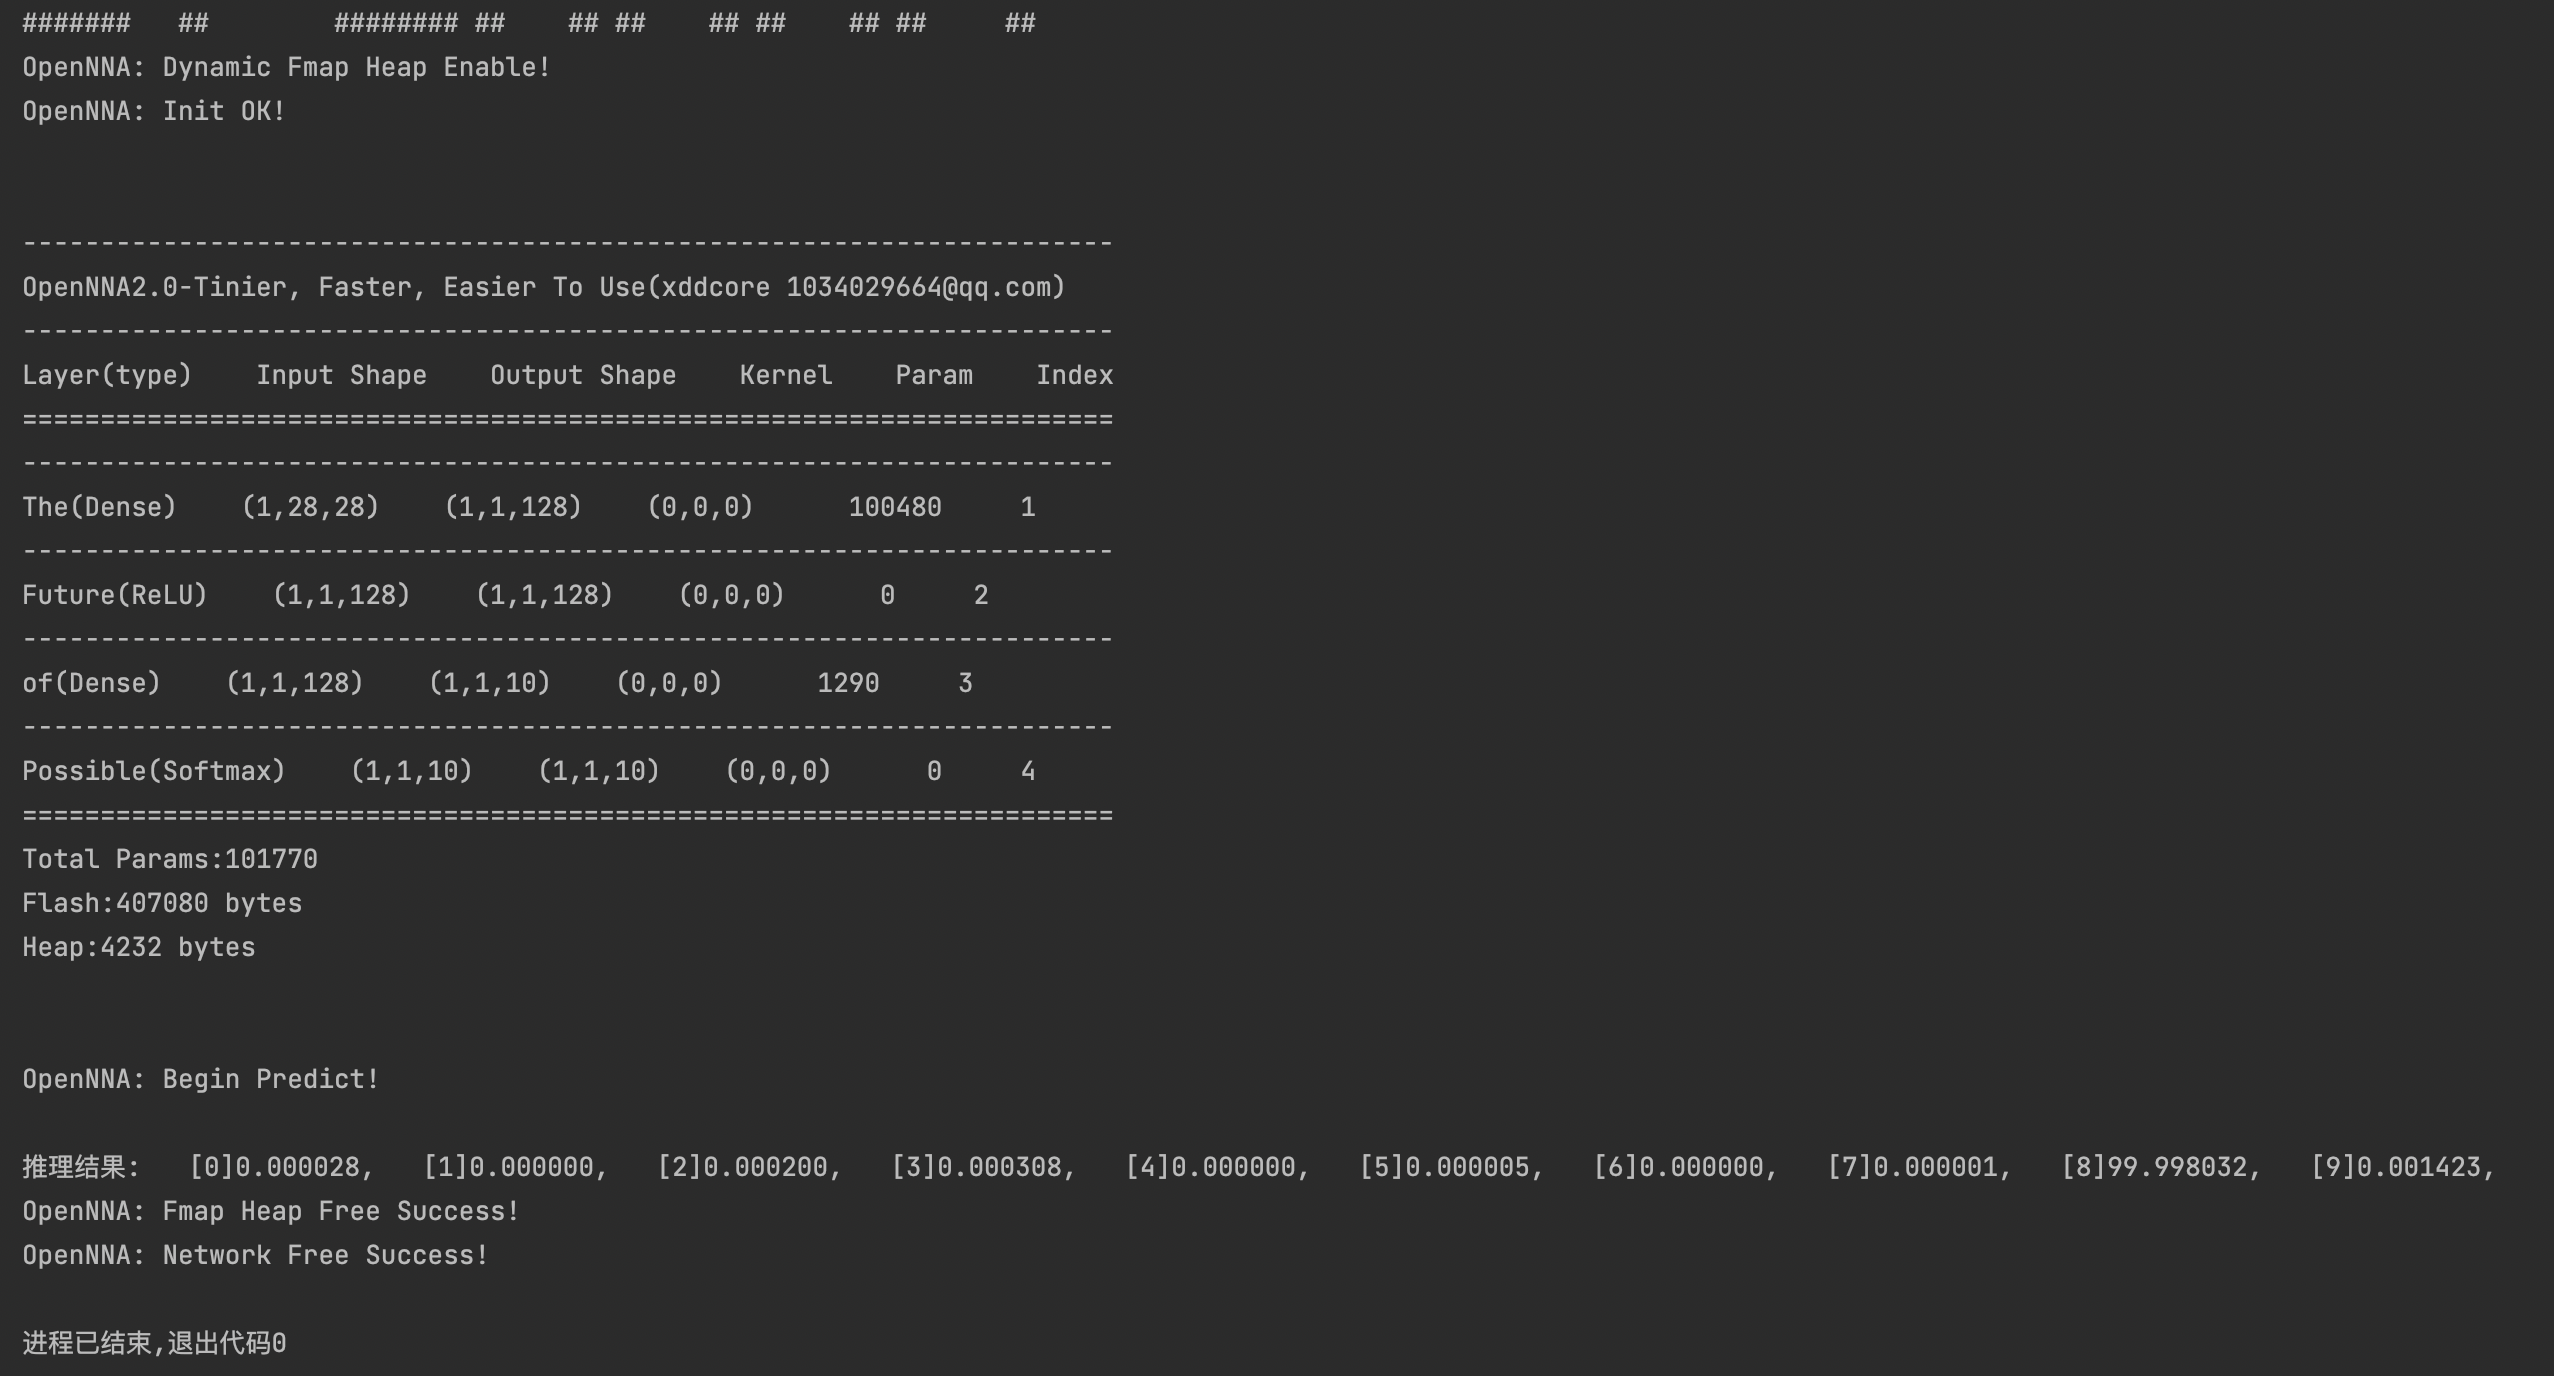 #######   ##        ######## ##    ## ##    ## ##    ## ##     ##
OpenNNA: Dynamic Fmap Heap Enable!
OpenNNA: Init OK!
----------------------------------------------------------------------
OpenNNA2.0-Tinier, Faster, Easier To Use(xddcore 1034029664@qq.com)
----------------------------------------------------------------------
Layer(type)    Input Shape    Output Shape    Kernel    Param    Index
======================================================================
----------------------------------------------------------------------
The(Dense)    (1,28,28)    (1,1,128)    (0,0,0)      100480     1
----------------------------------------------------------------------
Future(ReLU)    (1,1,128)    (1,1,128)    (0,0,0)      0     2
----------------------------------------------------------------------
of(Dense)    (1,1,128)    (1,1,10)    (0,0,0)      1290     3
----------------------------------------------------------------------
Possible(Softmax)    (1,1,10)    (1,1,10)    (0,0,0)      0     4
======================================================================
Total Params:101770
Flash:407080 bytes
Heap:4232 bytes
OpenNNA: Begin Predict!
推理结果:   [0]0.000028,   [1]0.000000,   [2]0.000200,   [3]0.000308,   [4]0.000000,   [5]0.000005,   [6]0.000000,   [7]0.000001,   [8]99.998032,   [9]0.001423,
OpenNNA: Fmap Heap Free Success!
OpenNNA: Network Free Success!
进程已结束,退出代码0